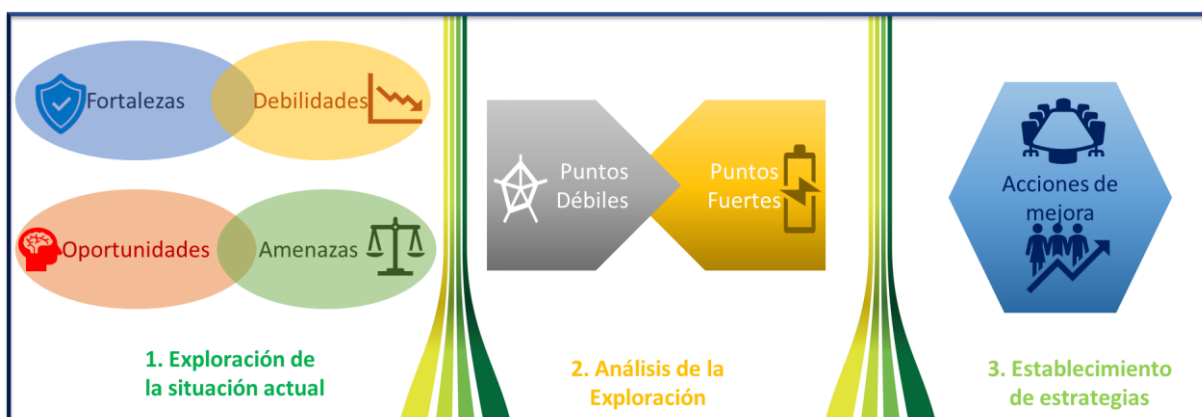 Fortalezas
Debilidades
Oportunidades
Amenazas
1. Exploración de
la situación actual
Puntos
Débiles
Puntos
Fuertes
2. Análisis de la
Exploración
Acciones de
mejora
3. Establecimiento
de estrategias